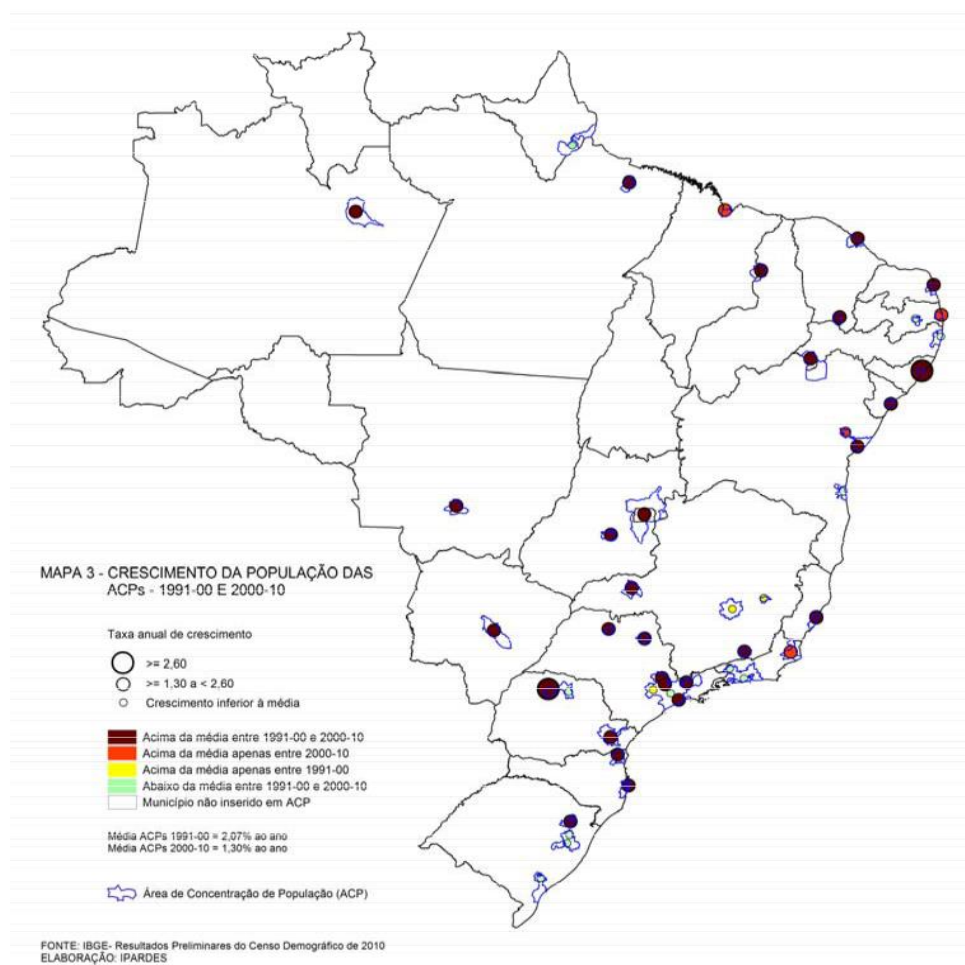 MAPA 3 - CRESCIMENTO DA POPULAÇÃO DAS
ACPs - 1991-00 E 2000-10
Taxa anual de crescimento
>= 2,60
>= 1,30 a < 2,60
Crescimento inferior à média
Acima da média entre 1991-00 e 2000-10
Acima da média apenas entre 2000-10
Acima da média apenas entre 1991-00
Abaixo da média entre 1991-00 e 2000-10
Município não inserido em ACP
Média ACPs 1991-00 = 2,07% ao ano
Média ACPs 2000-10 = 1,30% ao ano
Área de Concentração de População (ACP)
FONTE: IBGE- Resultados Preliminares do Censo Demográfico de 2010
ELABORAÇÃO: IPARDES